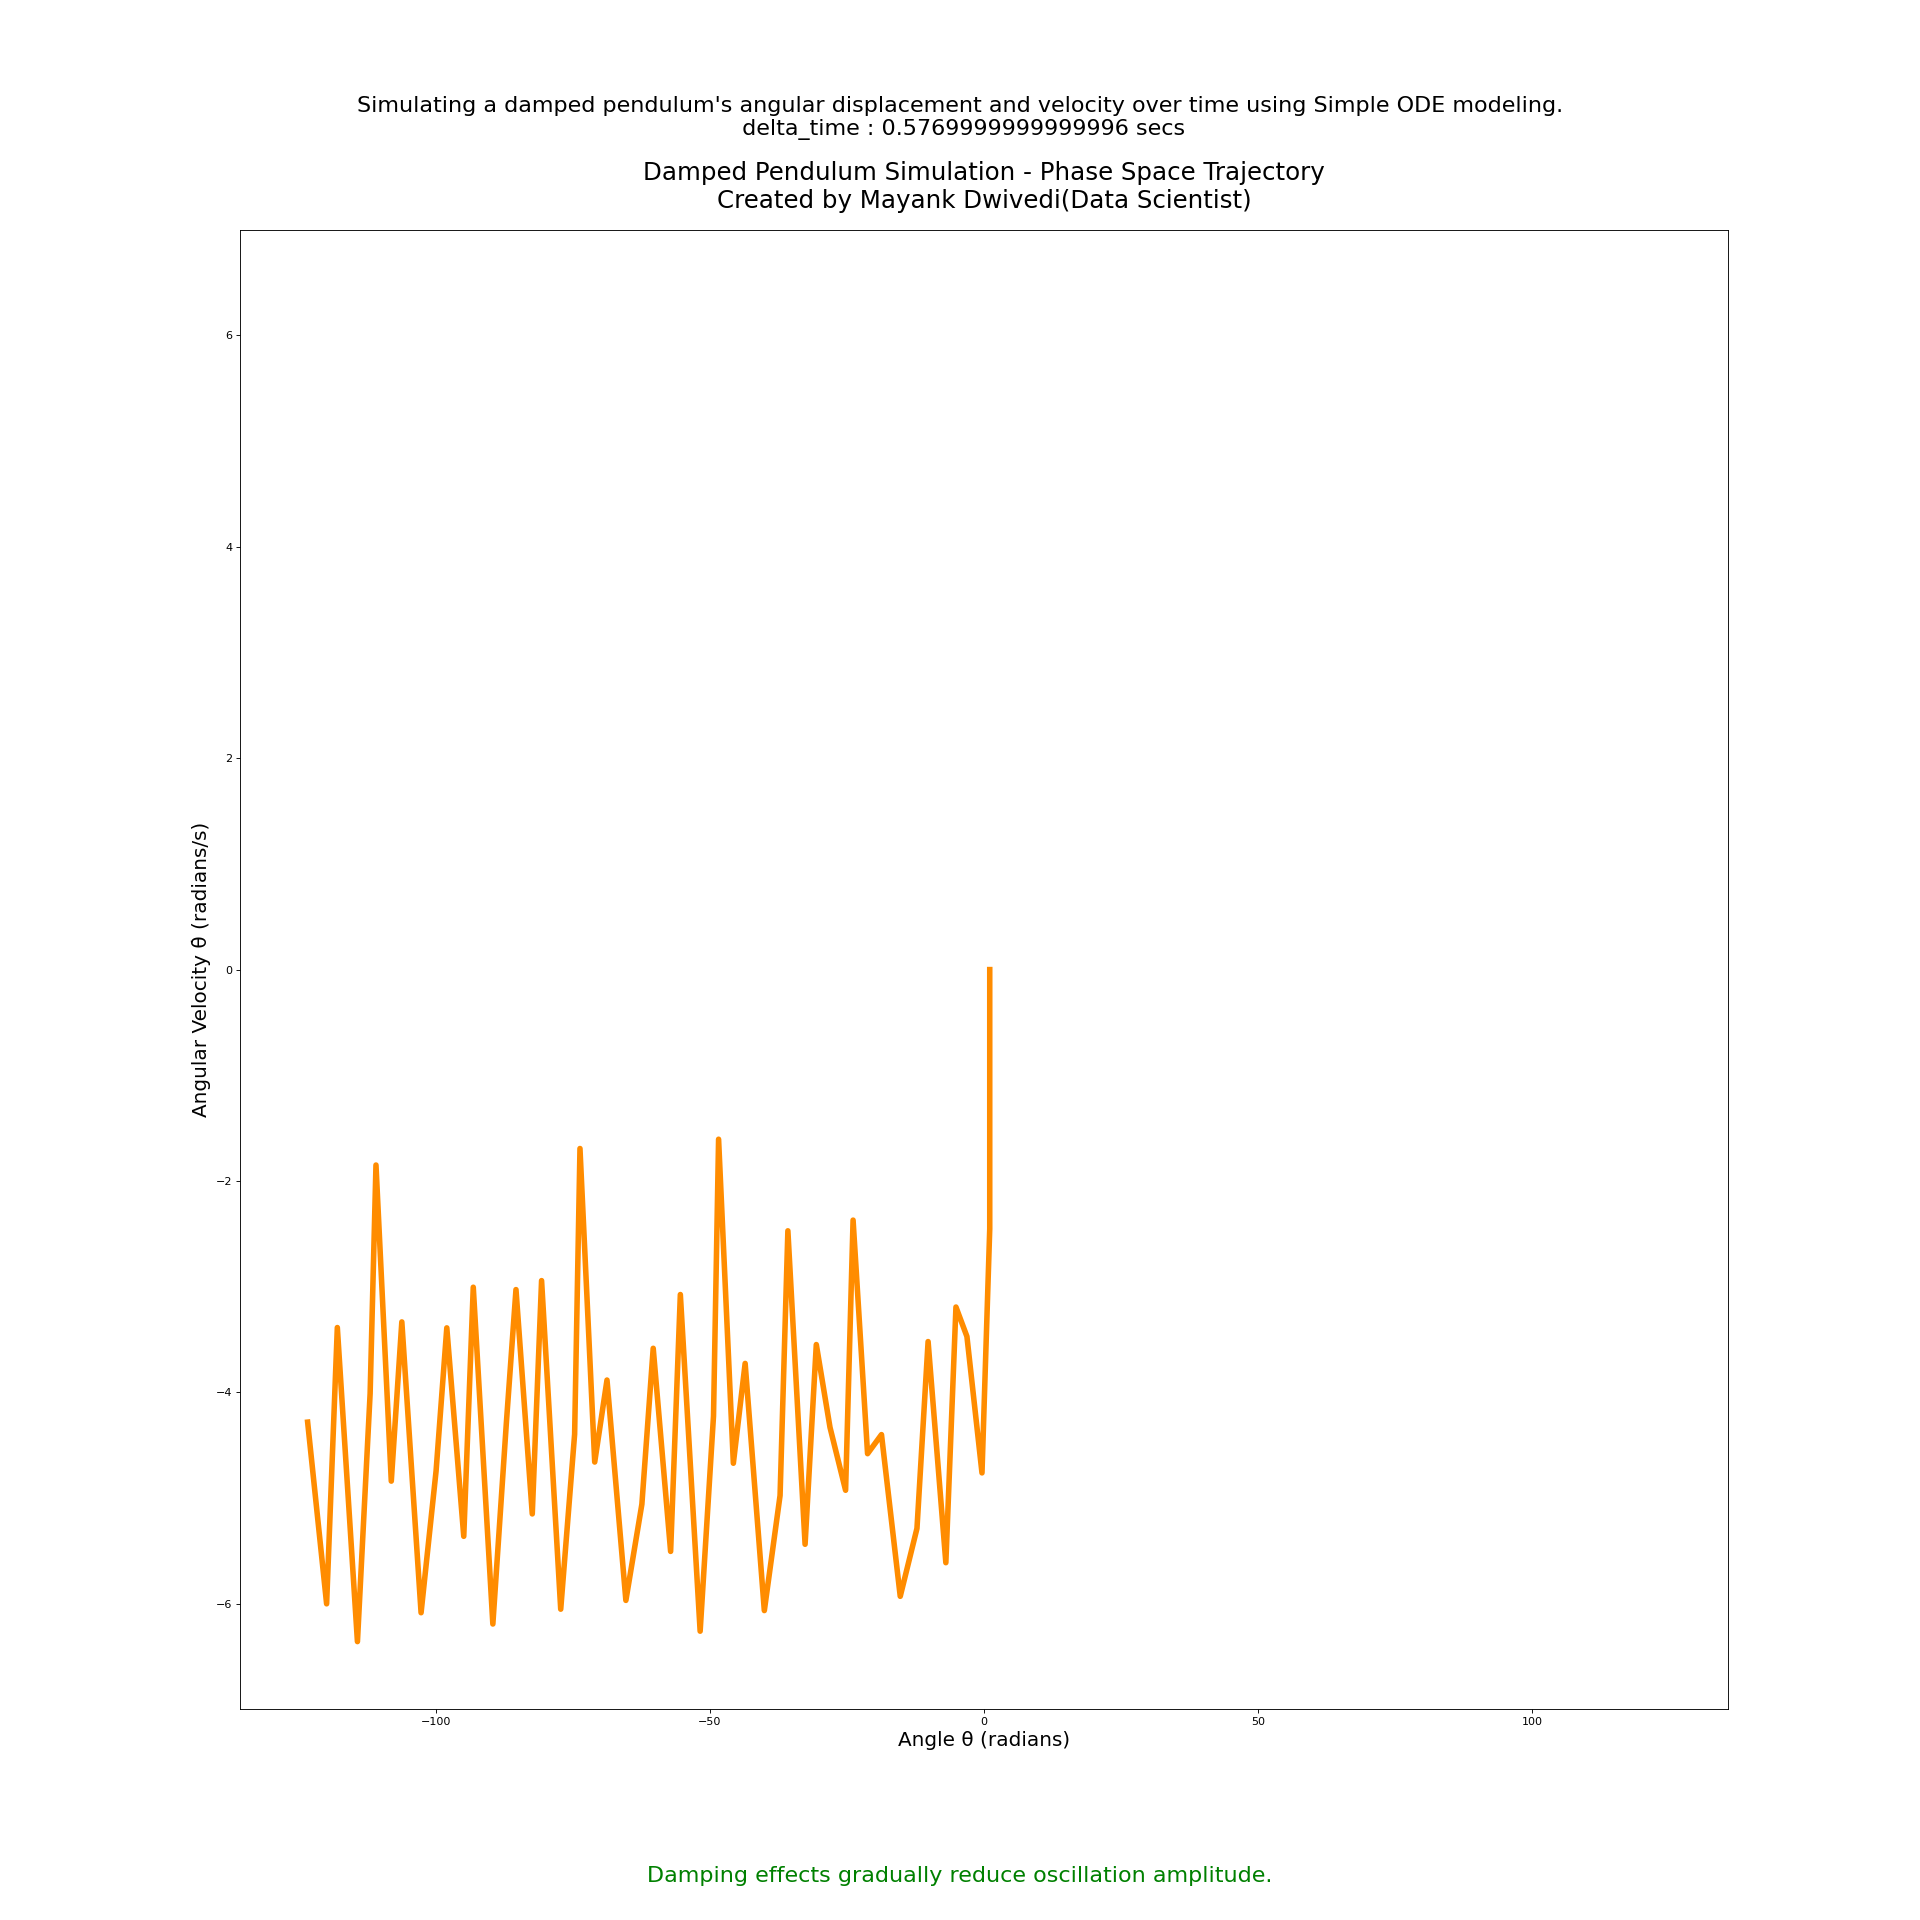 Simulating a damped pendulum's angular displacement and velocity over time using Simple ODE modeling.
delta_time : 0.5769999999999996 secs
Damped Pendulum Simulation - Phase Space Trajectory
Created by Mayank Dwivedi(Data Scientist)
6
4
2
0
−2
−4
−6
Angular Velocity θ (radians/s)
−100
−50
0
50
100
Angle θ (radians)
Damping effects gradually reduce oscillation amplitude.